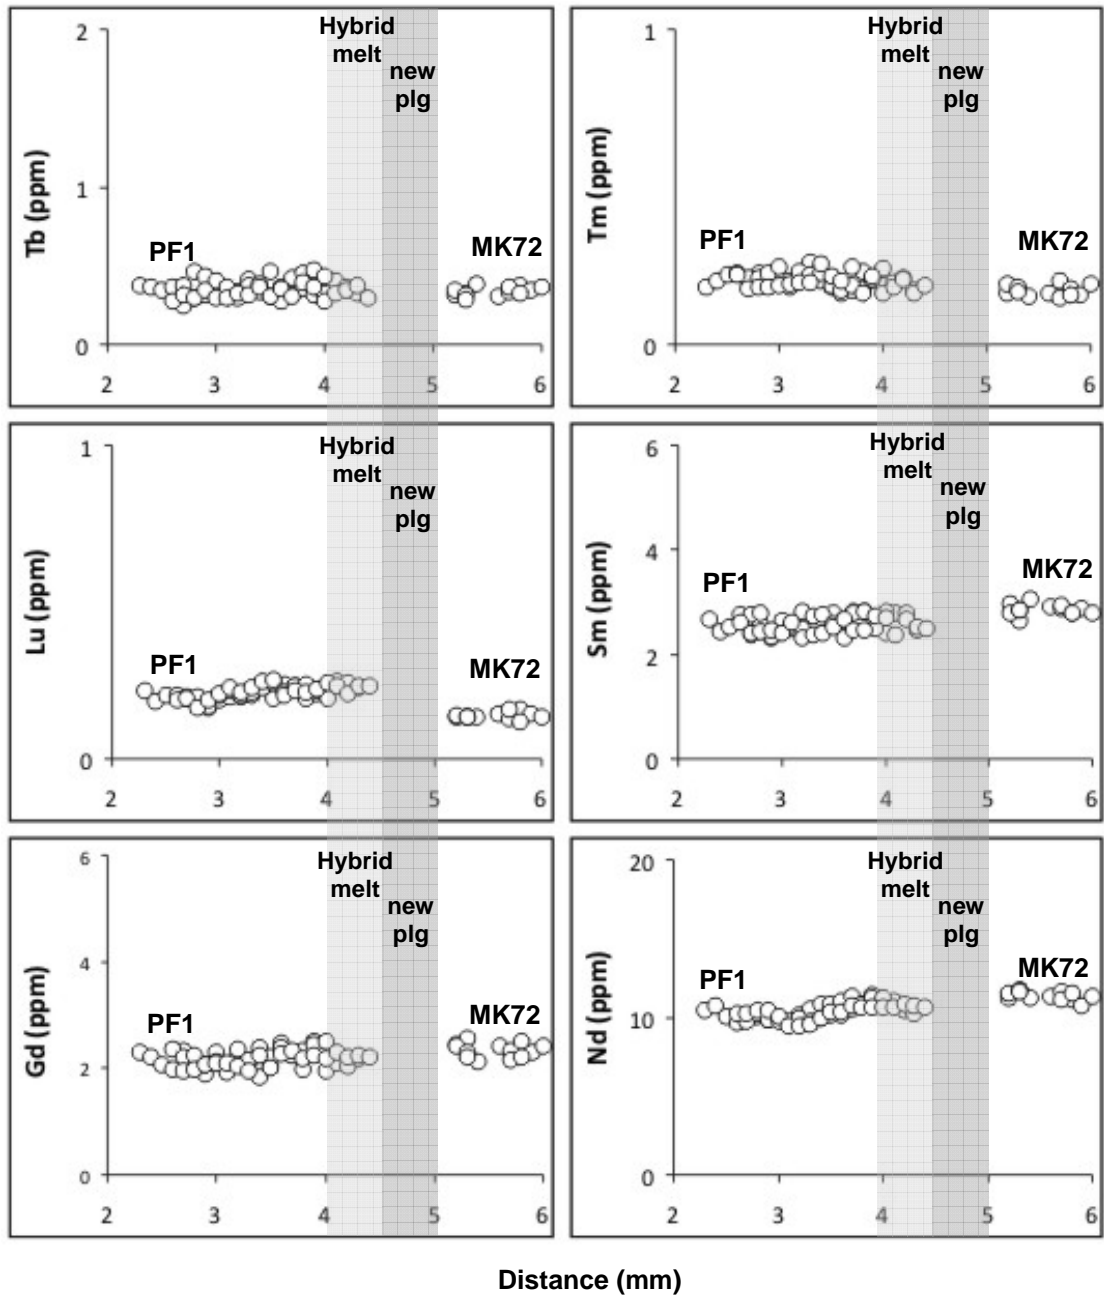 Hybrid
melt
new
plg
2
1
0
Tb (ppm)
PF1
MK72
2 3 4 5 6
Hybrid
melt
new
plg
1
0
Tm (ppm)
PF1
MK72
2 3 4 5 6
Hybrid
melt
new
plg
1
0
Lu (ppm)
PF1
MK72
2 3 4 5 6
Hybrid
melt
new
plg
6
4
2
0
Sm (ppm)
PF1
MK72
2 3 4 5 6
Hybrid
melt
new
plg
6
4
2
0
Gd (ppm)
PF1
MK72
2 3 4 5 6
Hybrid
melt
new
plg
20
10
0
Nd (ppm)
PF1
MK72
2 3 4 5 6
Distance (mm)